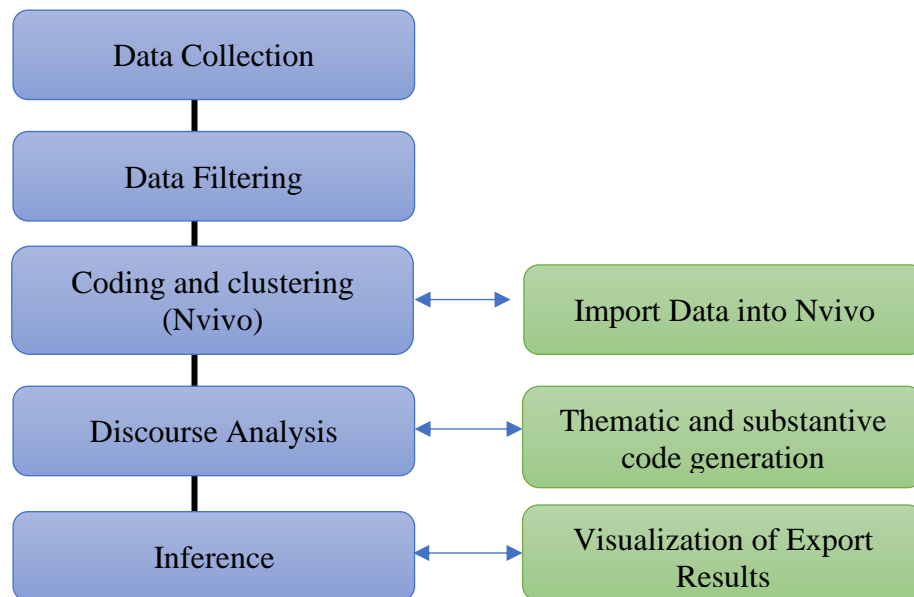 Data Collection
Data Filtering
Coding and clustering
(Nvivo)
Import Data into Nvivo
Discourse Analysis
Thematic and substantive
code generation
Inference
Visualization of Export
Results